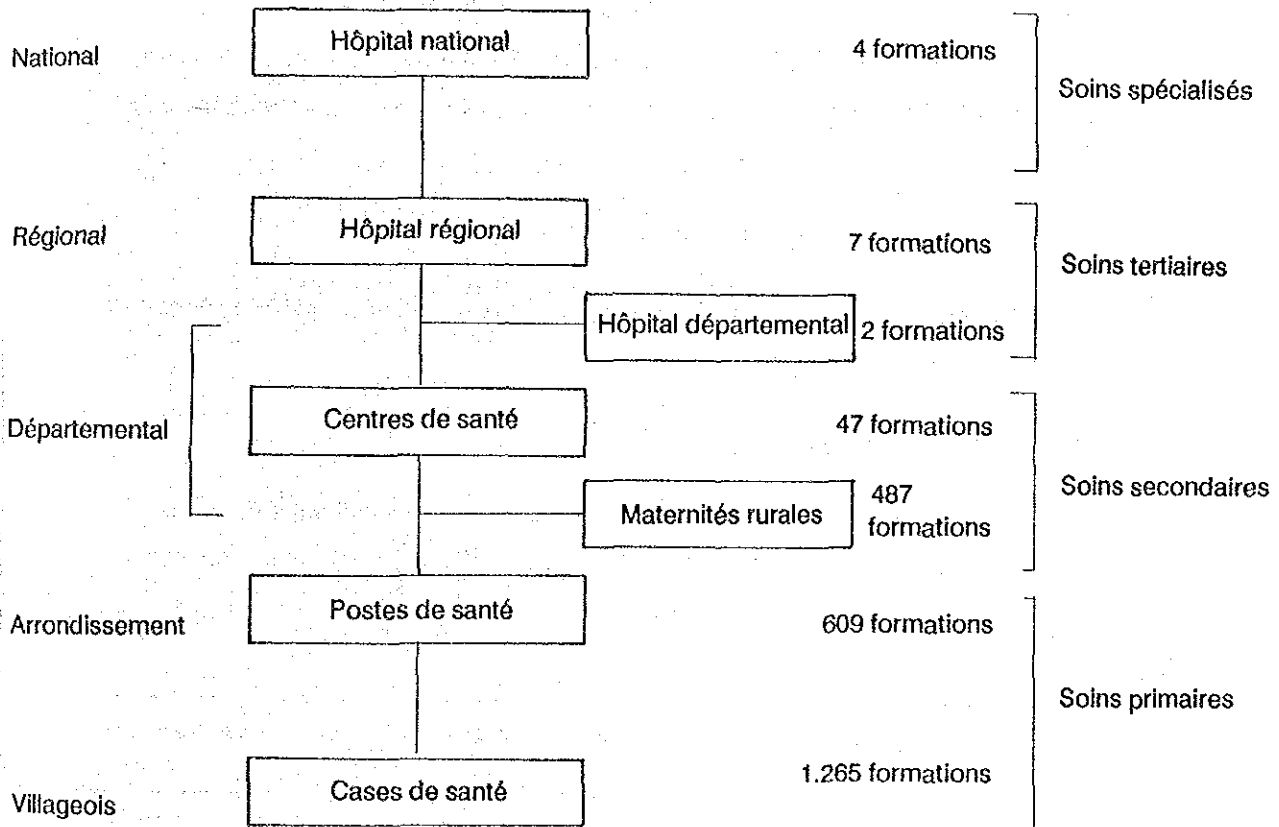 National
Hôpital national
4 formations
Soins spécialisés
Régional
Hôpital régional
7 formations
Soins tertiaires
Hôpital départemental
2 formations
Départemental
Centres de santé
47 formations
Soins secondaires
Maternités rurales
487
formations
Arrondissement
Postes de santé
609 formations
Soins primaires
Villageois
Cases de santé
1.265 formations